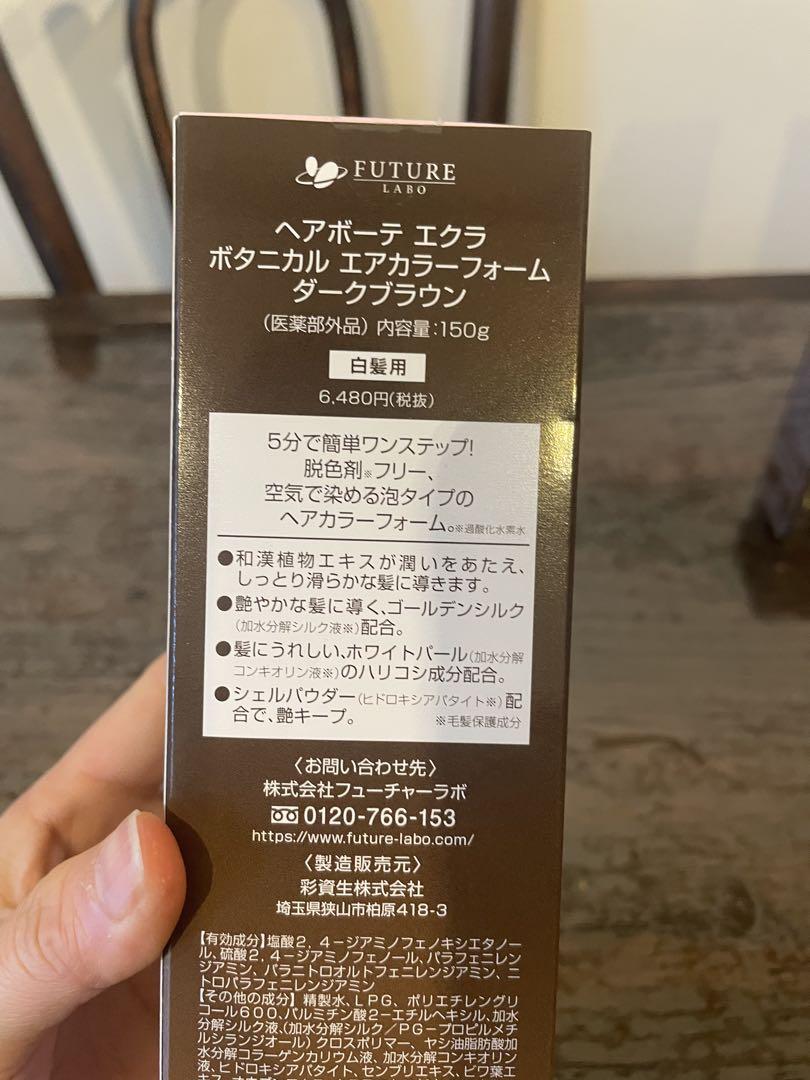 FUTURE
LABO
ヘアボーテ エクラ
ボタニカル エアカラーフォーム
ダークブラウン
(医薬部外品) 内容量:150g
白髪用
6,480円(税抜)
5分で簡単ワンステップ!
脱色剤※フリー、
空気で染める泡タイプの
ヘアカラーフォーム。※過酸化水素水
●和漢植物エキスが潤いをあたえ、
しっとり滑らかな髪に導きます。
●艶やかな髪に導く、ゴールデンシルク
(加水分解シルク液※)配合。
●髪にうれしい、ホワイトパール(加水分解
コンキオリン液※)のハリコシ成分配合。
●シェルパウダー(ヒドロキシアパタイト※)配
合で、艶キープ。 ※毛髪保護成分
〈お問い合わせ先〉
株式会社フューチャーラボ
0120-766-153
https://www.future-labo.com/
〈製造販売元〉
彩資生株式会社
埼玉県狭山市柏原418-3
【有効成分】塩酸2,4-ジアミノフェノキシエタノー
ル、硫酸2,4-ジアミノフェノール、パラフェニレン
ジアミン、パラニトロオルトフェニレンジアミン、ニ
トロパラフェニレンジアミン
【その他の成分】精製水、LPG、ポリエチレングリ
コール600、パルミチン酸2-エチルヘキシル、加水
分解シルク液、(加水分解シルク/PG-プロピルメチ
ルシランジオール)クロスポリマー、ヤシ油脂肪酸加
水分解コラーゲンカリウム液、加水分解コンキオリン
液、ヒドロキシアパタイト、センブリエキス、ビワ葉エ